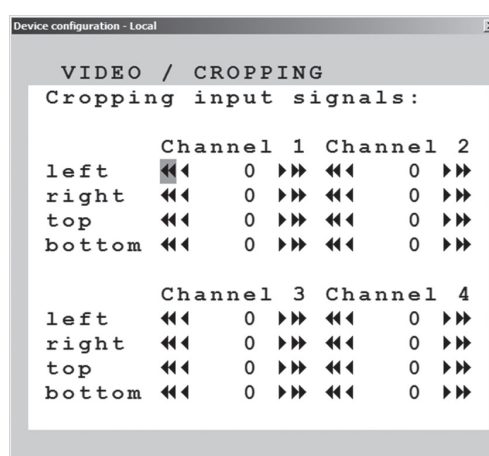 Device configuration - Local
VIDEO / CROPPING
Cropping input signals:
Channel 1 Channel 2
left 0 0
right 0 0
top 0 0
bottom 0 0
Channel 3 Channel 4
left 0 0
right 0 0
top 0 0
bottom 0 0